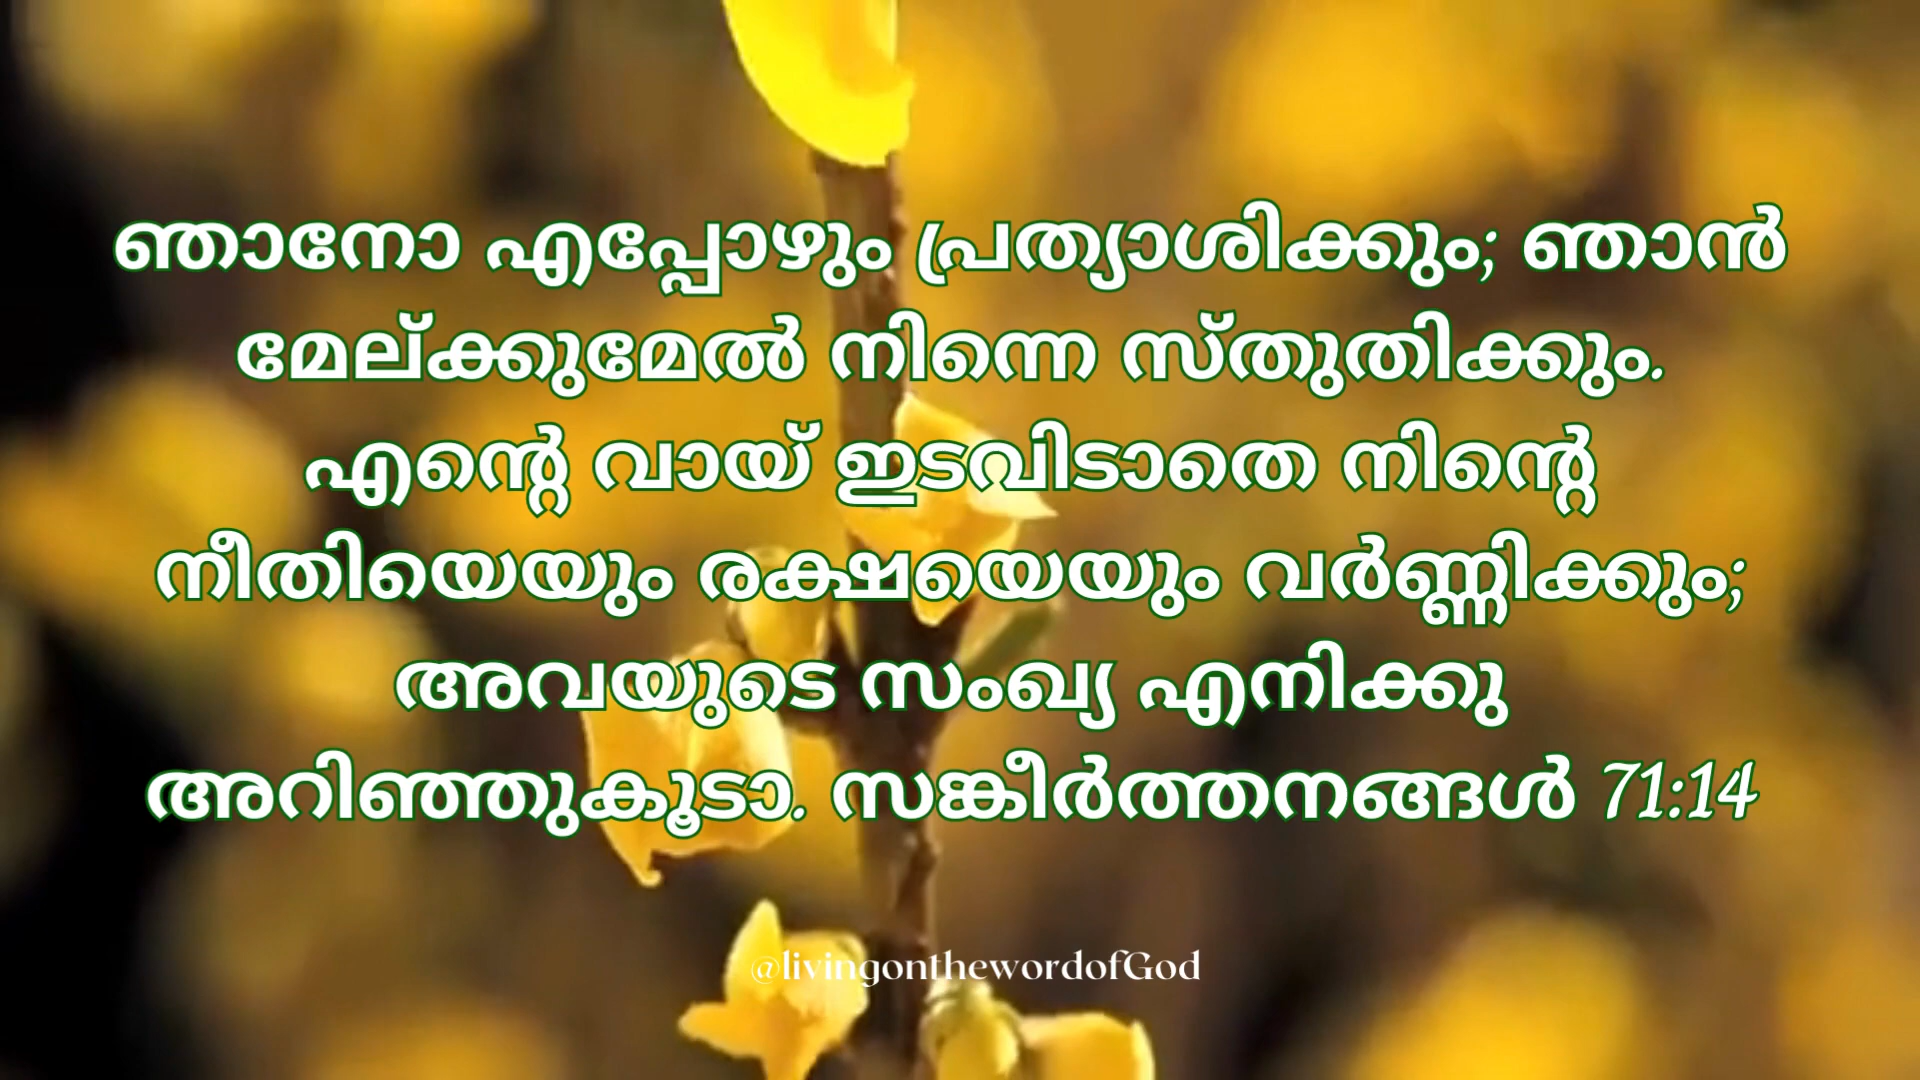 ഞാനോ എപ്പോഴും പ്രത്യാശിക്കും; ഞാൻ
മേല്ക്കുമേൽ നിന്നെ സ്തുതിക്കും.
എന്റെ വായ് ഇടവിടാതെ നിന്റെ
നീതിയെയും രക്ഷയെയും വർണ്ണിക്കും;
അവയുടെ സംഖ്യ എനിക്കു
അറിഞ്ഞുകൂടാ. സങ്കീർത്തനങ്ങൾ 71:14
@livingonthewordofGod